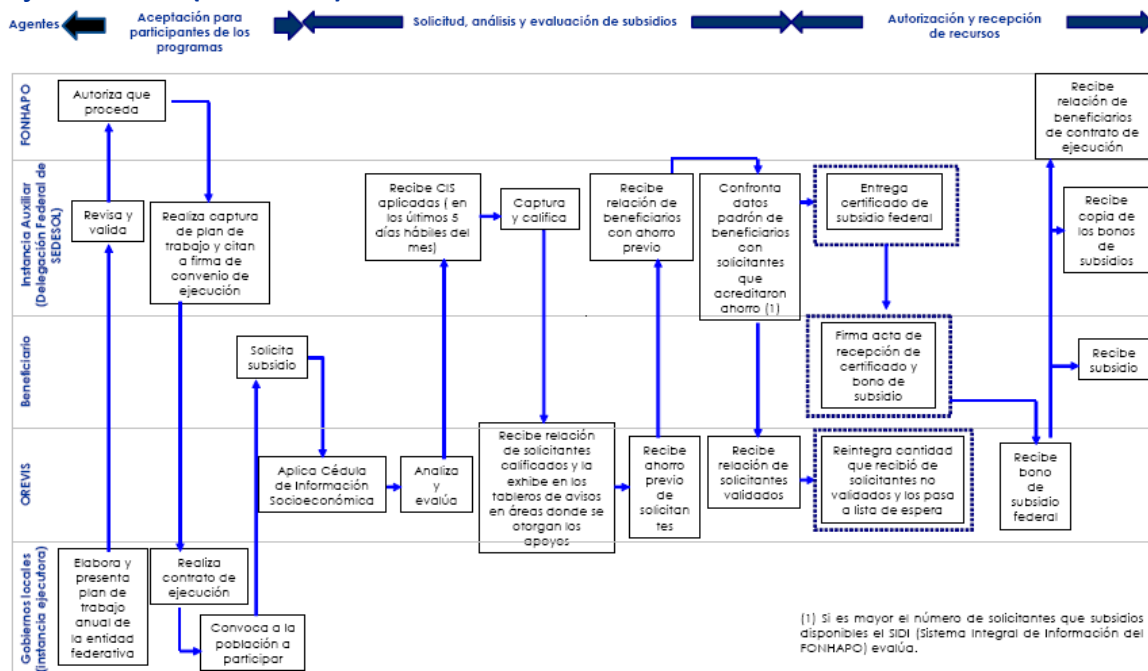 Agentes
Aceptación para
participantes de los
programas
Solicitud, análisis y evaluación de subsidios
Autorización y recepción
de recursos
FONHAPO
Autoriza que
proceda
Recibe
relación de
beneficiarios
de contrato de
ejecución
Instancia Auxiliar
(Delegación Federal de
SEDESOL)
Revisa y
valida
Realiza captura
de plan de
trabajo y citan
a firma de
convenio de
ejecución
Recibe CIS
aplicadas ( en
los últimos 5
días hábiles del
mes)
Captura
y califica
Recibe
relación de
beneficiarios
con ahorro
previo
Confronta
datos
padrón de
beneficiarios
con
solicitantes
que
acreditaron
ahorro (1)
Entrega
certificado de
subsidio federal
Recibe
copia de
los bonos de
subsidios
Beneficiario
Solicita
subsidio
Firma acta de
recepción de
certificado y
bono de
subsidio
Recibe
subsidio
OREVIS
Aplica Cédula
de Información
Socioeconómica
Analiza
y
evalúa
Recibe relación
de solicitantes
calificados y la
exhibe en los
tableros de avisos
en áreas donde se
otorgan los
apoyos
Recibe
ahorro
previo
de
solicitan
tes
Recibe
relación de
solicitantes
validados
Reintegra cantidad
que recibió de
solicitantes no
validados y los pasa
a lista de espera
Recibe
bono
de
subsidio
federal
Gobiernos locales
(instancia ejecutora)
Elabora y
presenta
plan de
trabajo
anual de
la entidad
federativa
Realiza
contrato de
ejecución
Convoca a la
población a
participar
(1) Si es mayor el número de solicitantes que subsidios
disponibles el SIDI (Sistema Integral de Información del
FONHAPO) evalúa.